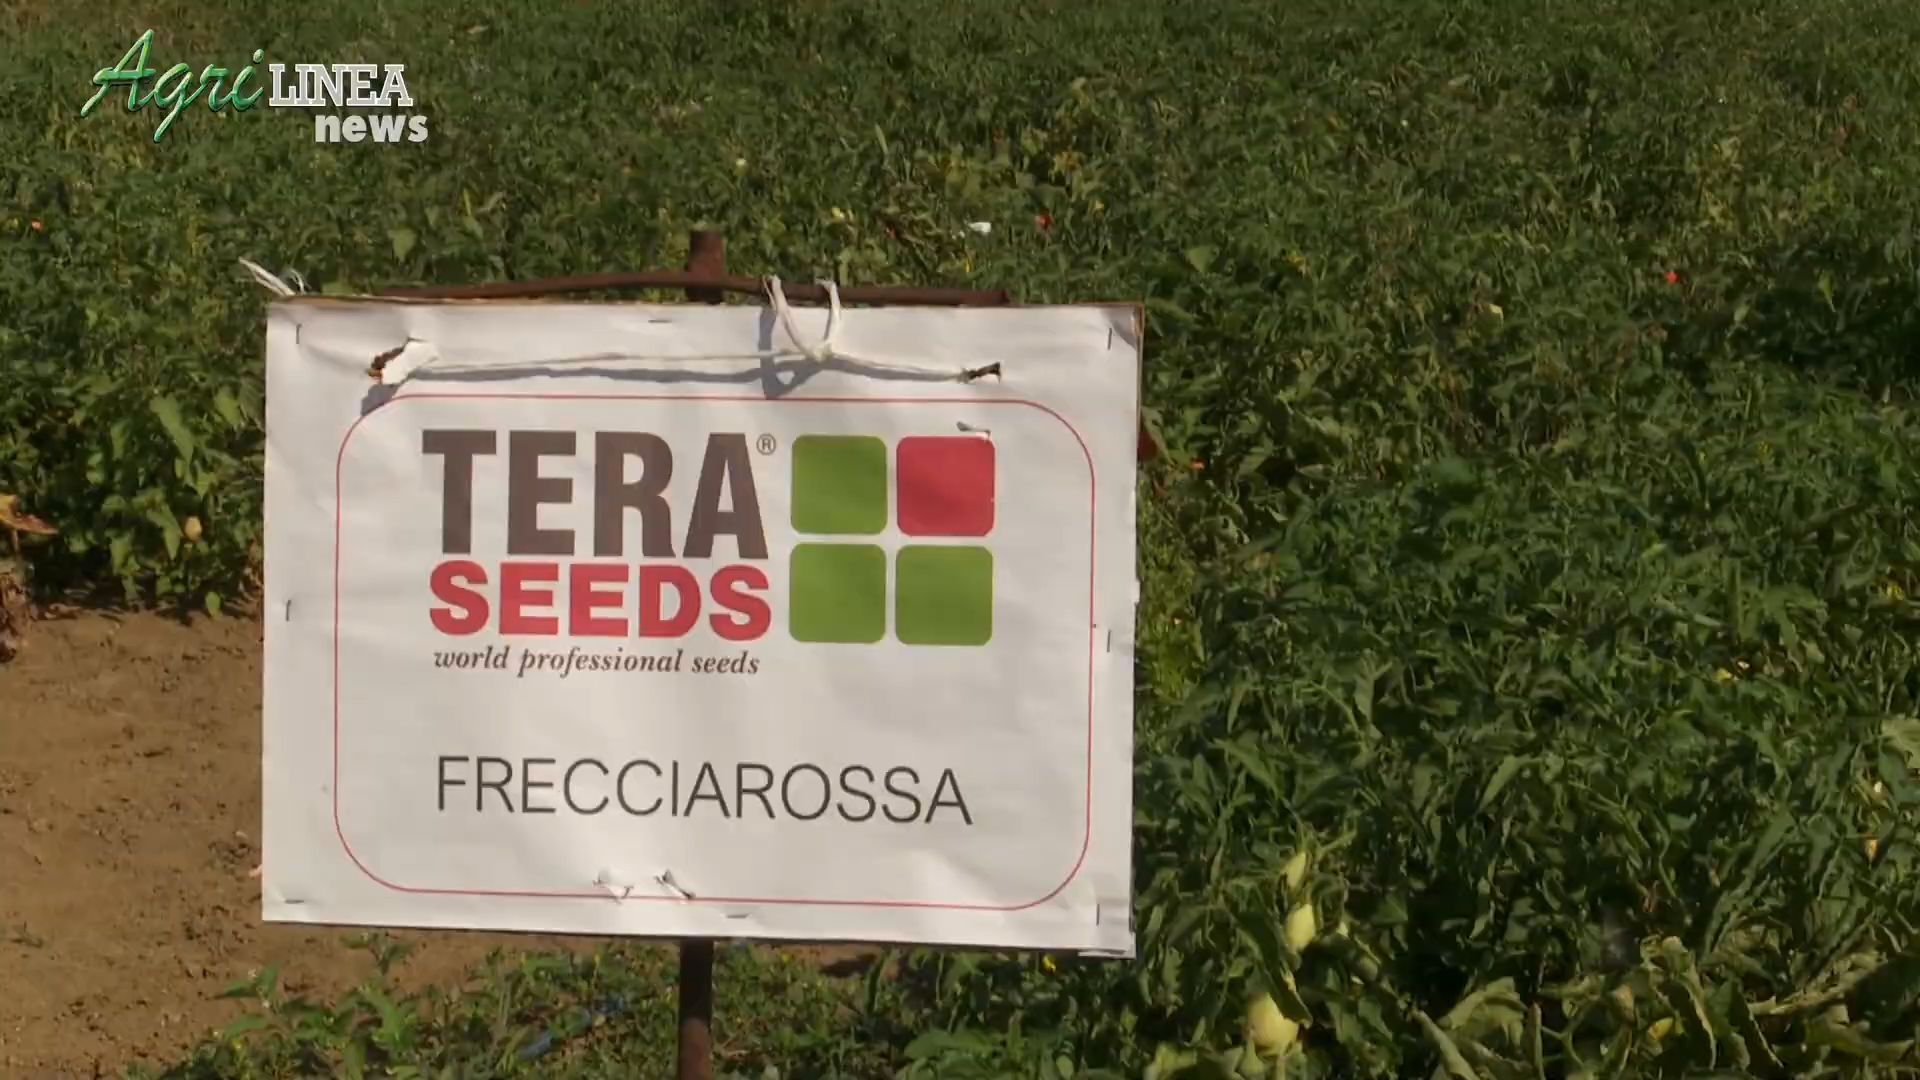 Agri LINEA
news
TERA®
SEEDS
world professional seeds
FRECCIAROSSA